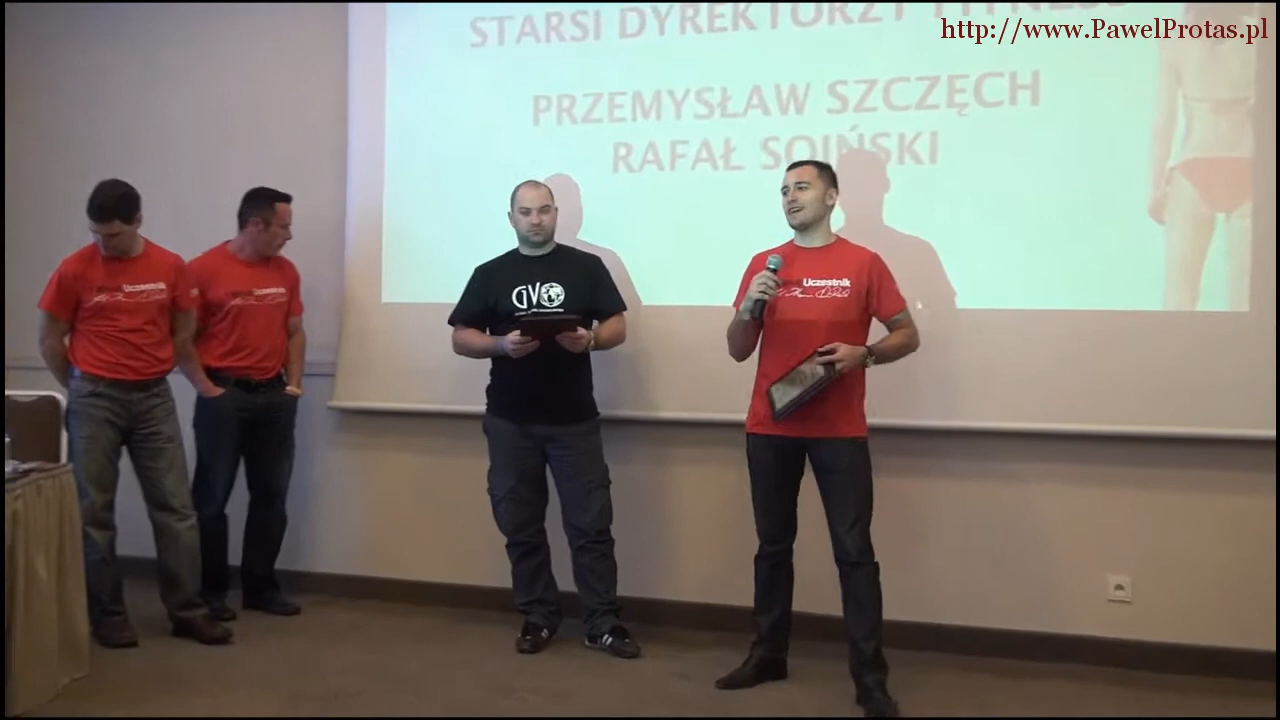 http://www.PawelProtas.pl
STARSI DYREKTORZY FITNESS
PRZEMYSŁAW SZCZĘCH
RAFAŁ SOIŃSKI
Uczestnik
Uczestnik
Uczestnik
GVO